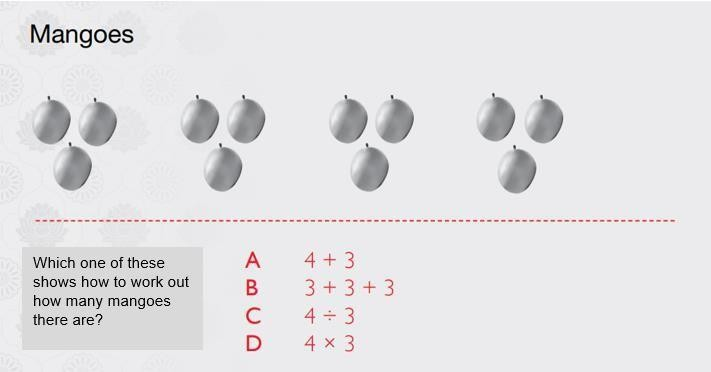 Mangoes
Which one of these
shows how to work out
how many mangoes
there are?
A 4 + 3
B 3 + 3 + 3
C 4 ÷ 3
D 4 × 3